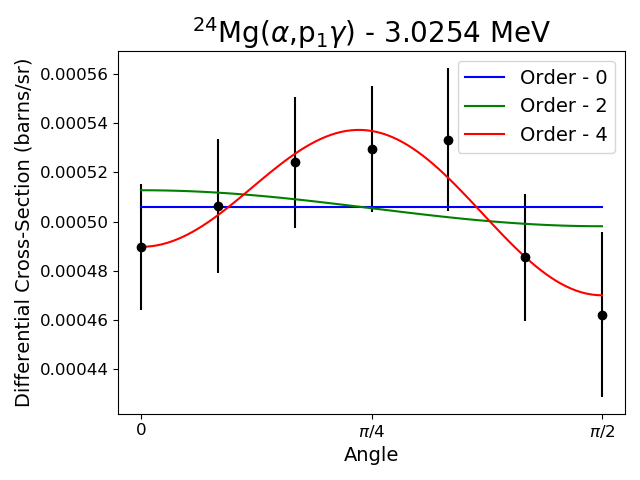 ²⁴Mg(α,p₁γ) - 3.0254 MeV
Differential Cross-Section (barns/sr)
0.00056
0.00054
0.00052
0.00050
0.00048
0.00046
0.00044
Order - 0
Order - 2
Order - 4
0
π/4
π/2
Angle